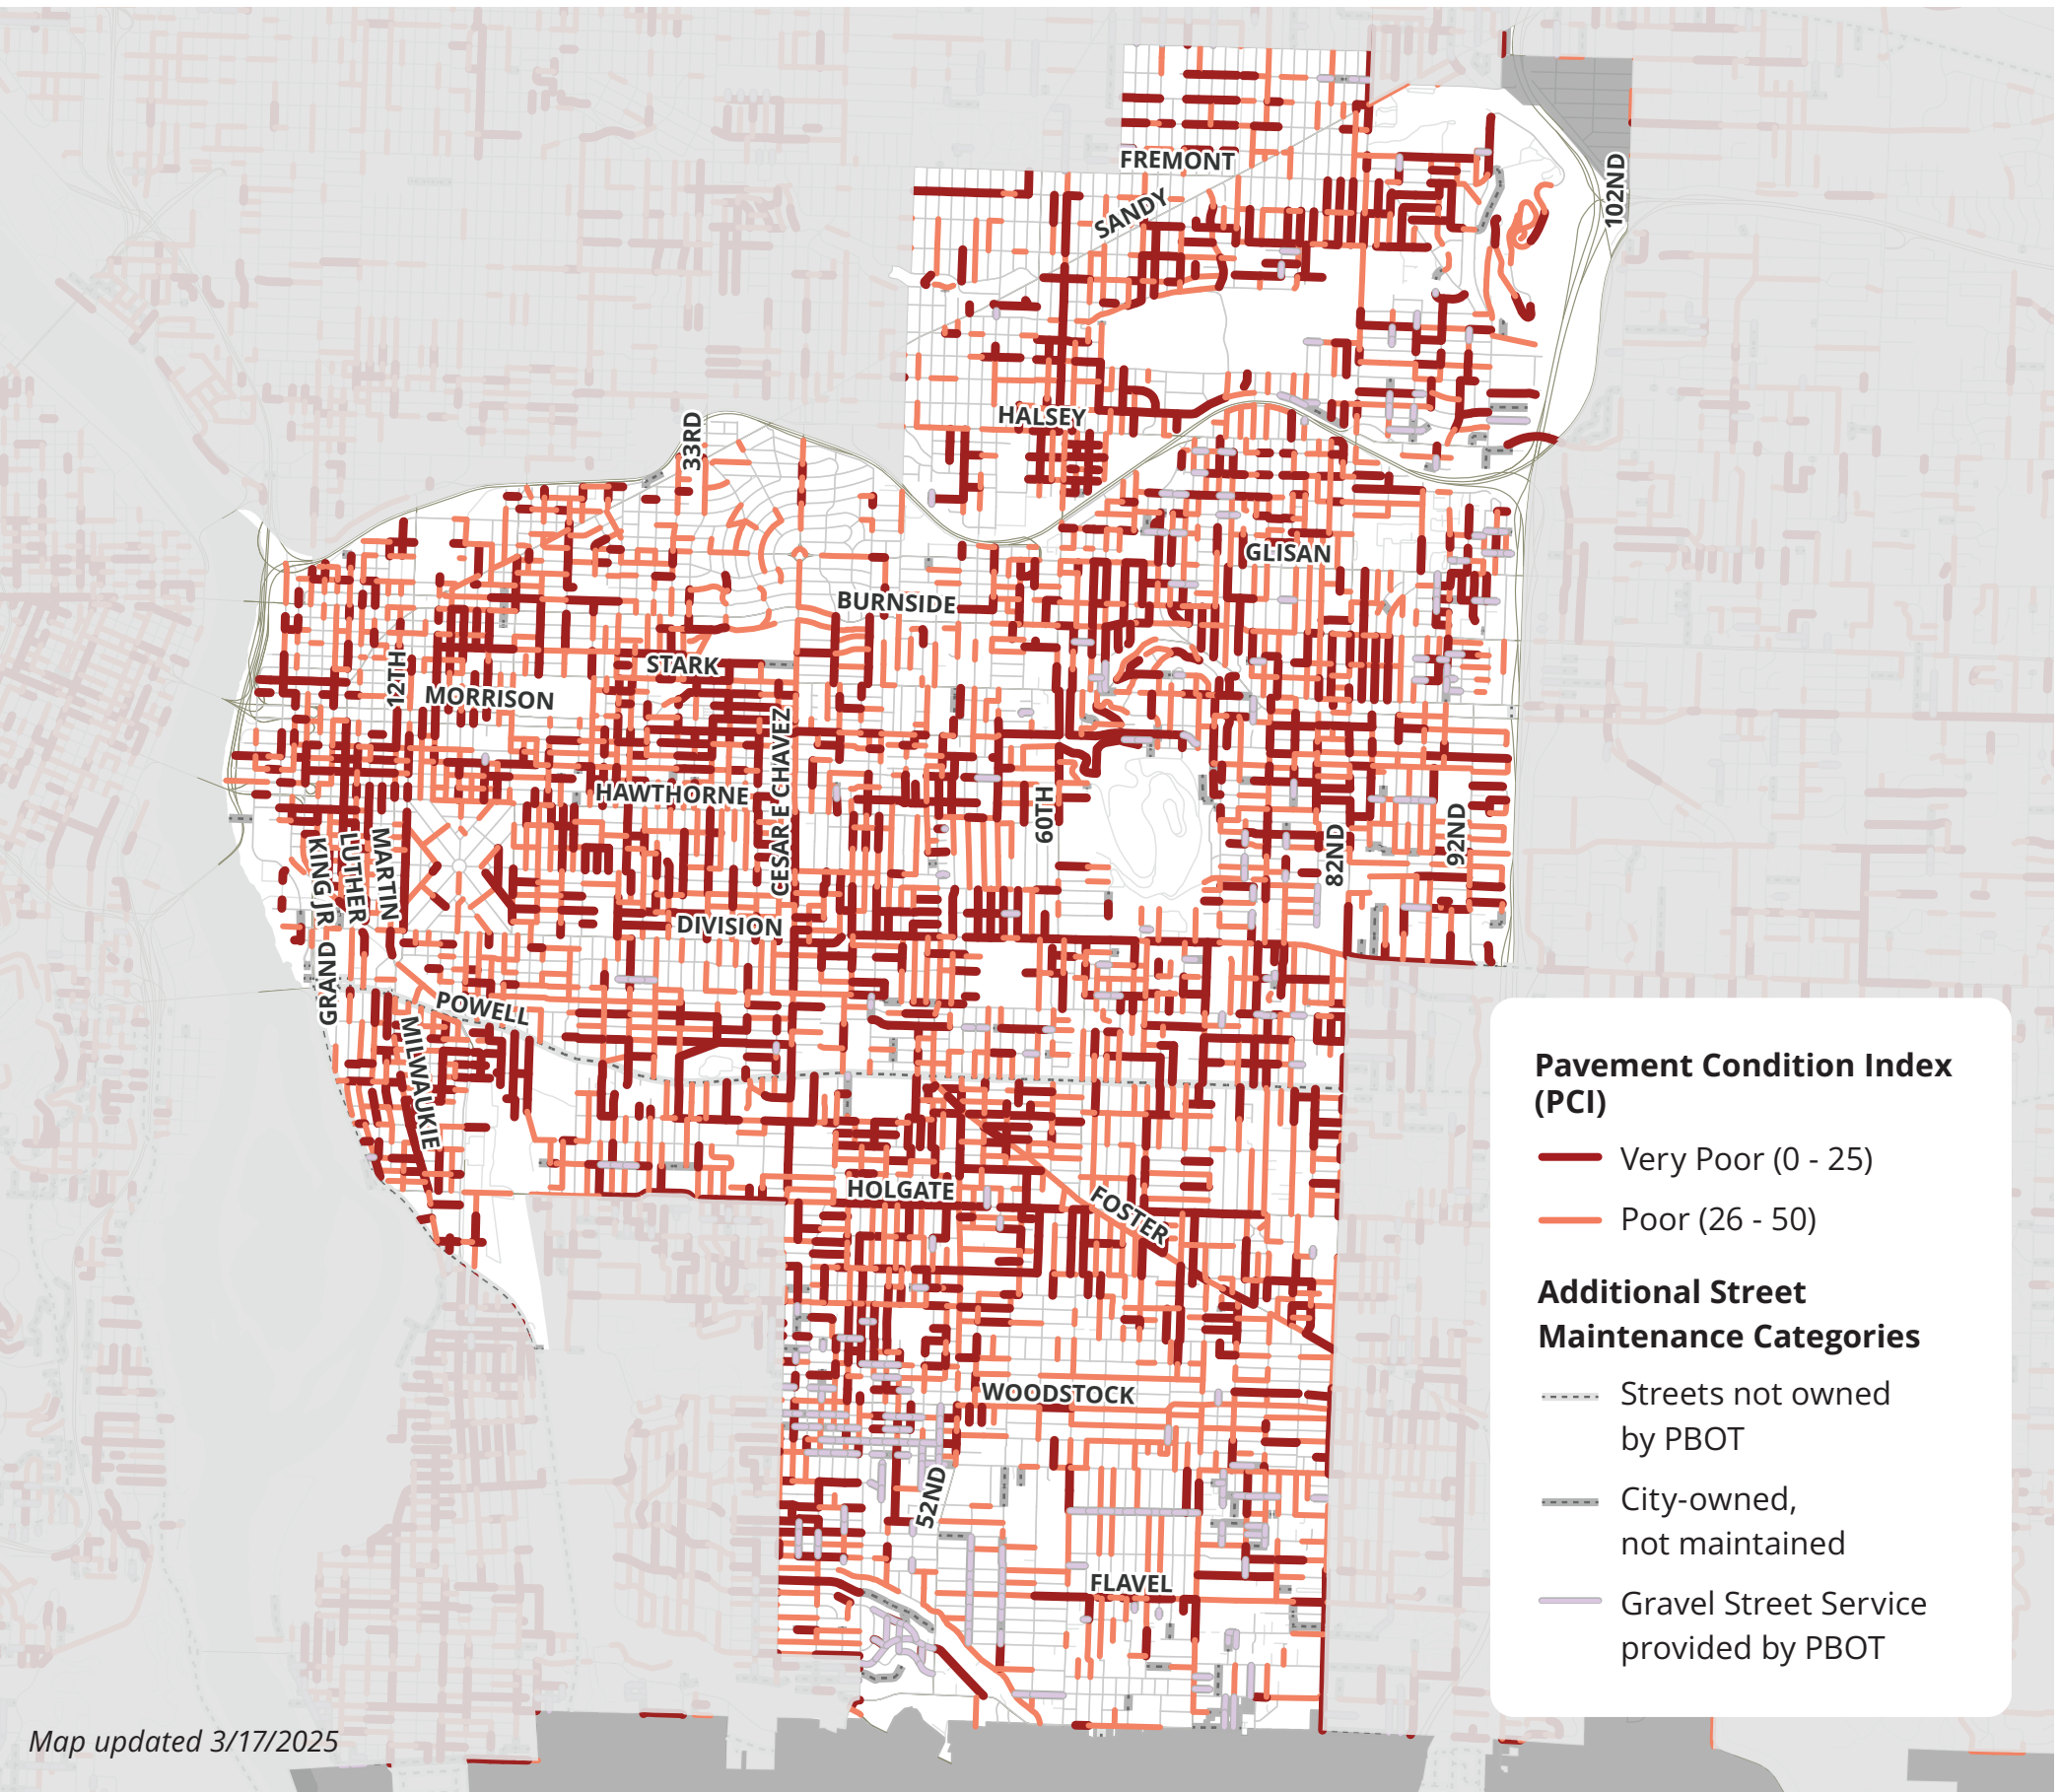 FREMONT
SANDY
102ND
HALSEY
33RD
GLISAN
BURNSIDE
STARK
12TH
MORRISON
CESARE CHAVEZ
HAWTHORNE
60TH
82ND
92ND
MARTIN
LUTHER
KING JR
DIVISION
GRAND
POWELL
MILWAUKIE
HOLGATE
FOSTER
WOODSTOCK
52ND
FLAVEL
Pavement Condition Index
(PCI)
Very Poor (0 - 25)
Poor (26 - 50)
Additional Street
Maintenance Categories
Streets not owned
by PBOT
City-owned,
not maintained
Gravel Street Service
provided by PBOT
Map updated 3/17/2025